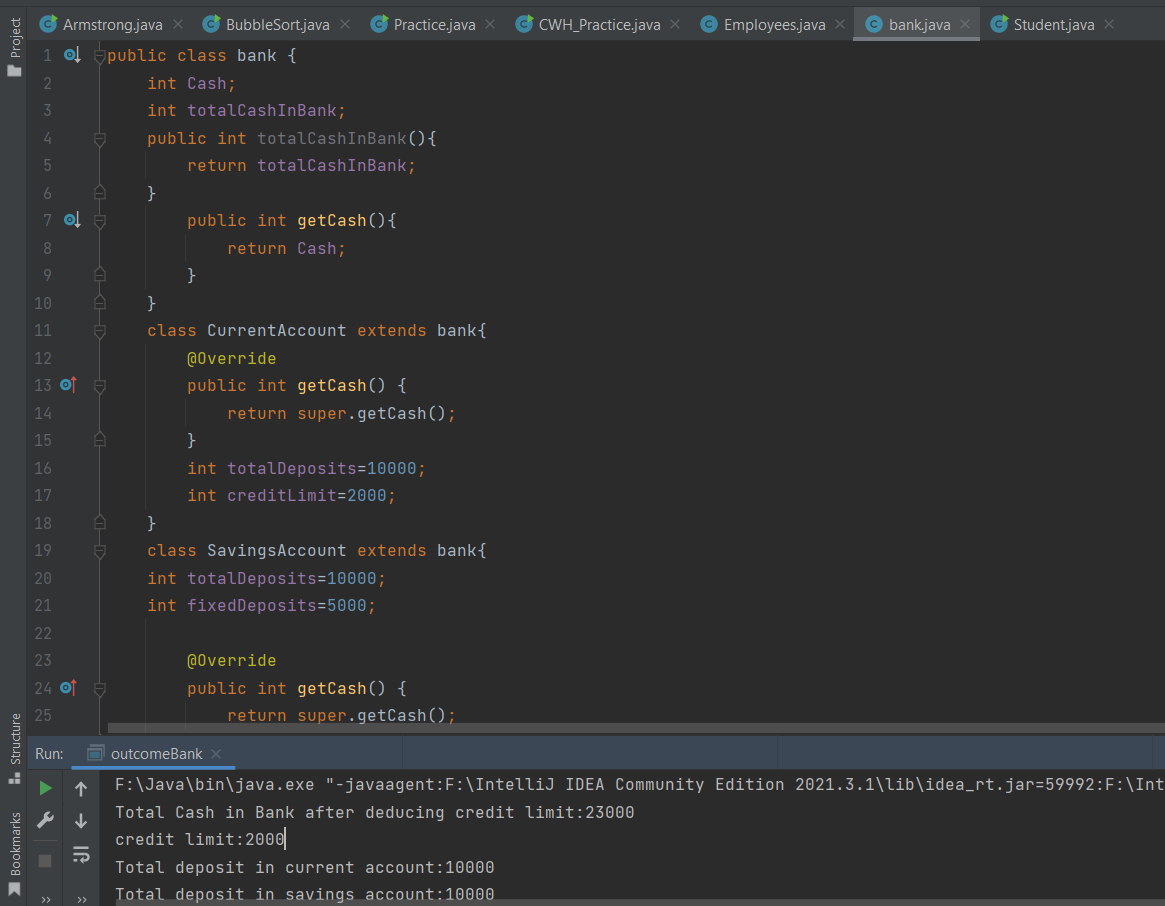 Project
Armstrong.java
BubbleSort.java
Practice.java
CWH_Practice.java
Employees.java
bank.java
Student.java
1 public class bank {
2 int Cash;
3 int totalCashInBank;
4 public int totalCashInBank(){
5 return totalCashInBank;
6 }
7 public int getCash(){
8 return Cash;
9 }
10 }
11 class CurrentAccount extends bank{
12 @Override
13 public int getCash() {
14 return super.getCash();
15 }
16 int totalDeposits=10000;
17 int creditLimit=2000;
18 }
19 class SavingsAccount extends bank{
20 int totalDeposits=10000;
21 int fixedDeposits=5000;
22
23 @Override
24 public int getCash() {
25 return super.getCash();
Structure
Bookmarks
Run: outcomeBank
F:\Java\bin\java.exe "-javaagent:F:\IntelliJ IDEA Community Edition 2021.3.1\lib\idea_rt.jar=59992:F:\Int
Total Cash in Bank after deducing credit limit:23000
credit limit:2000
Total deposit in current account:10000
Total deposit in savings account:10000